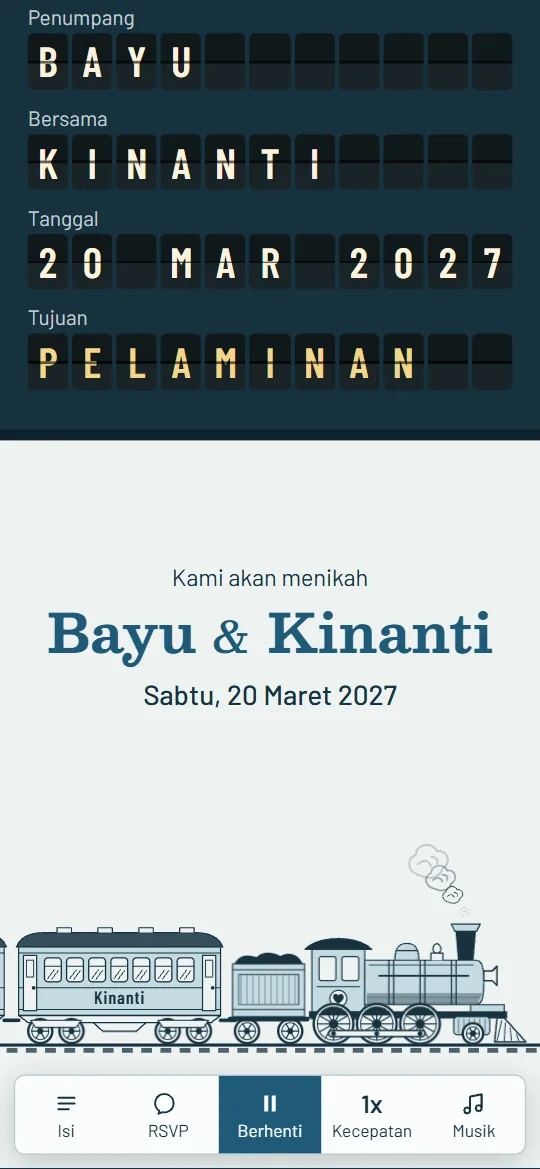 Penumpang
BAYU
Bersama
KINANTI
Tanggal
20 MAR 2027
Tujuan
PELAMINAN
Kami akan menikah
Bayu & Kinanti
Sabtu, 20 Maret 2027
Kinanti
Isi
RSVP
Berhenti
1x
Kecepatan
Musik